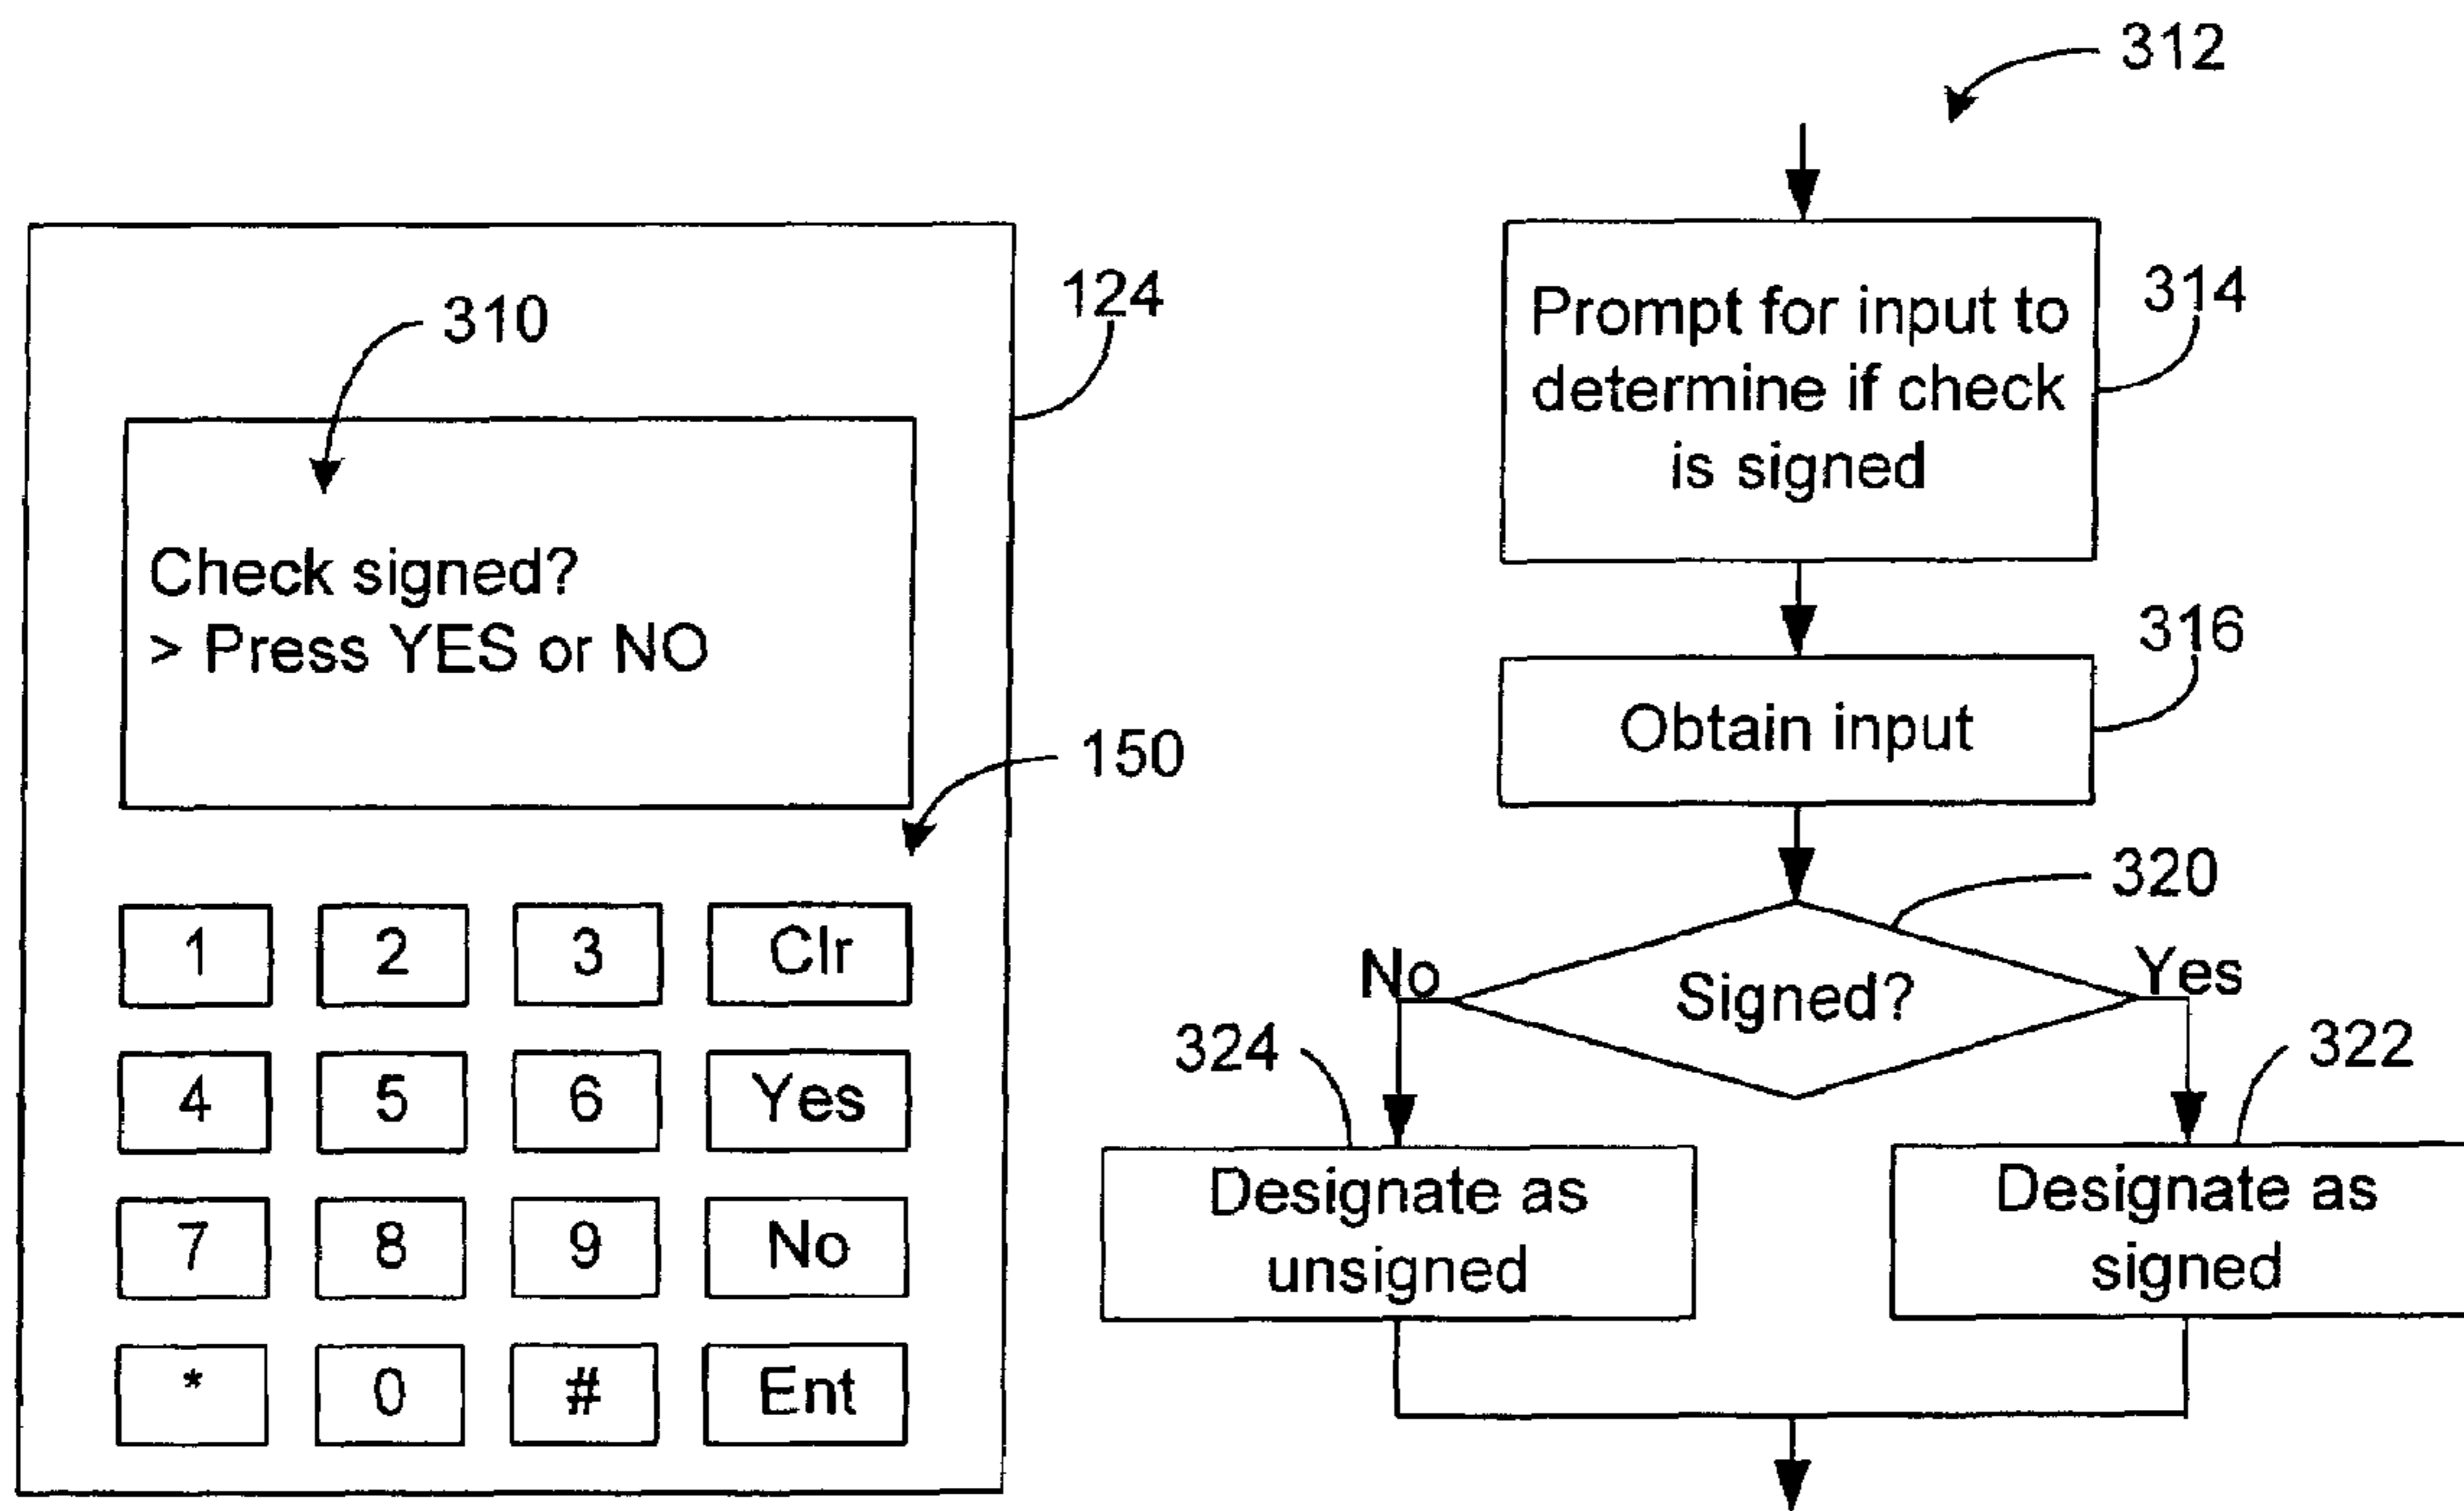 310
124
Check signed?
> Press YES or NO
150
1 2 3 Clr
4 5 6 Yes
7 8 9 No
* 0 # Ent
312
Prompt for input to
determine if check
is signed
314
Obtain input
316
320
Signed?
No
Yes
324
322
Designate as
unsigned
Designate as
signed